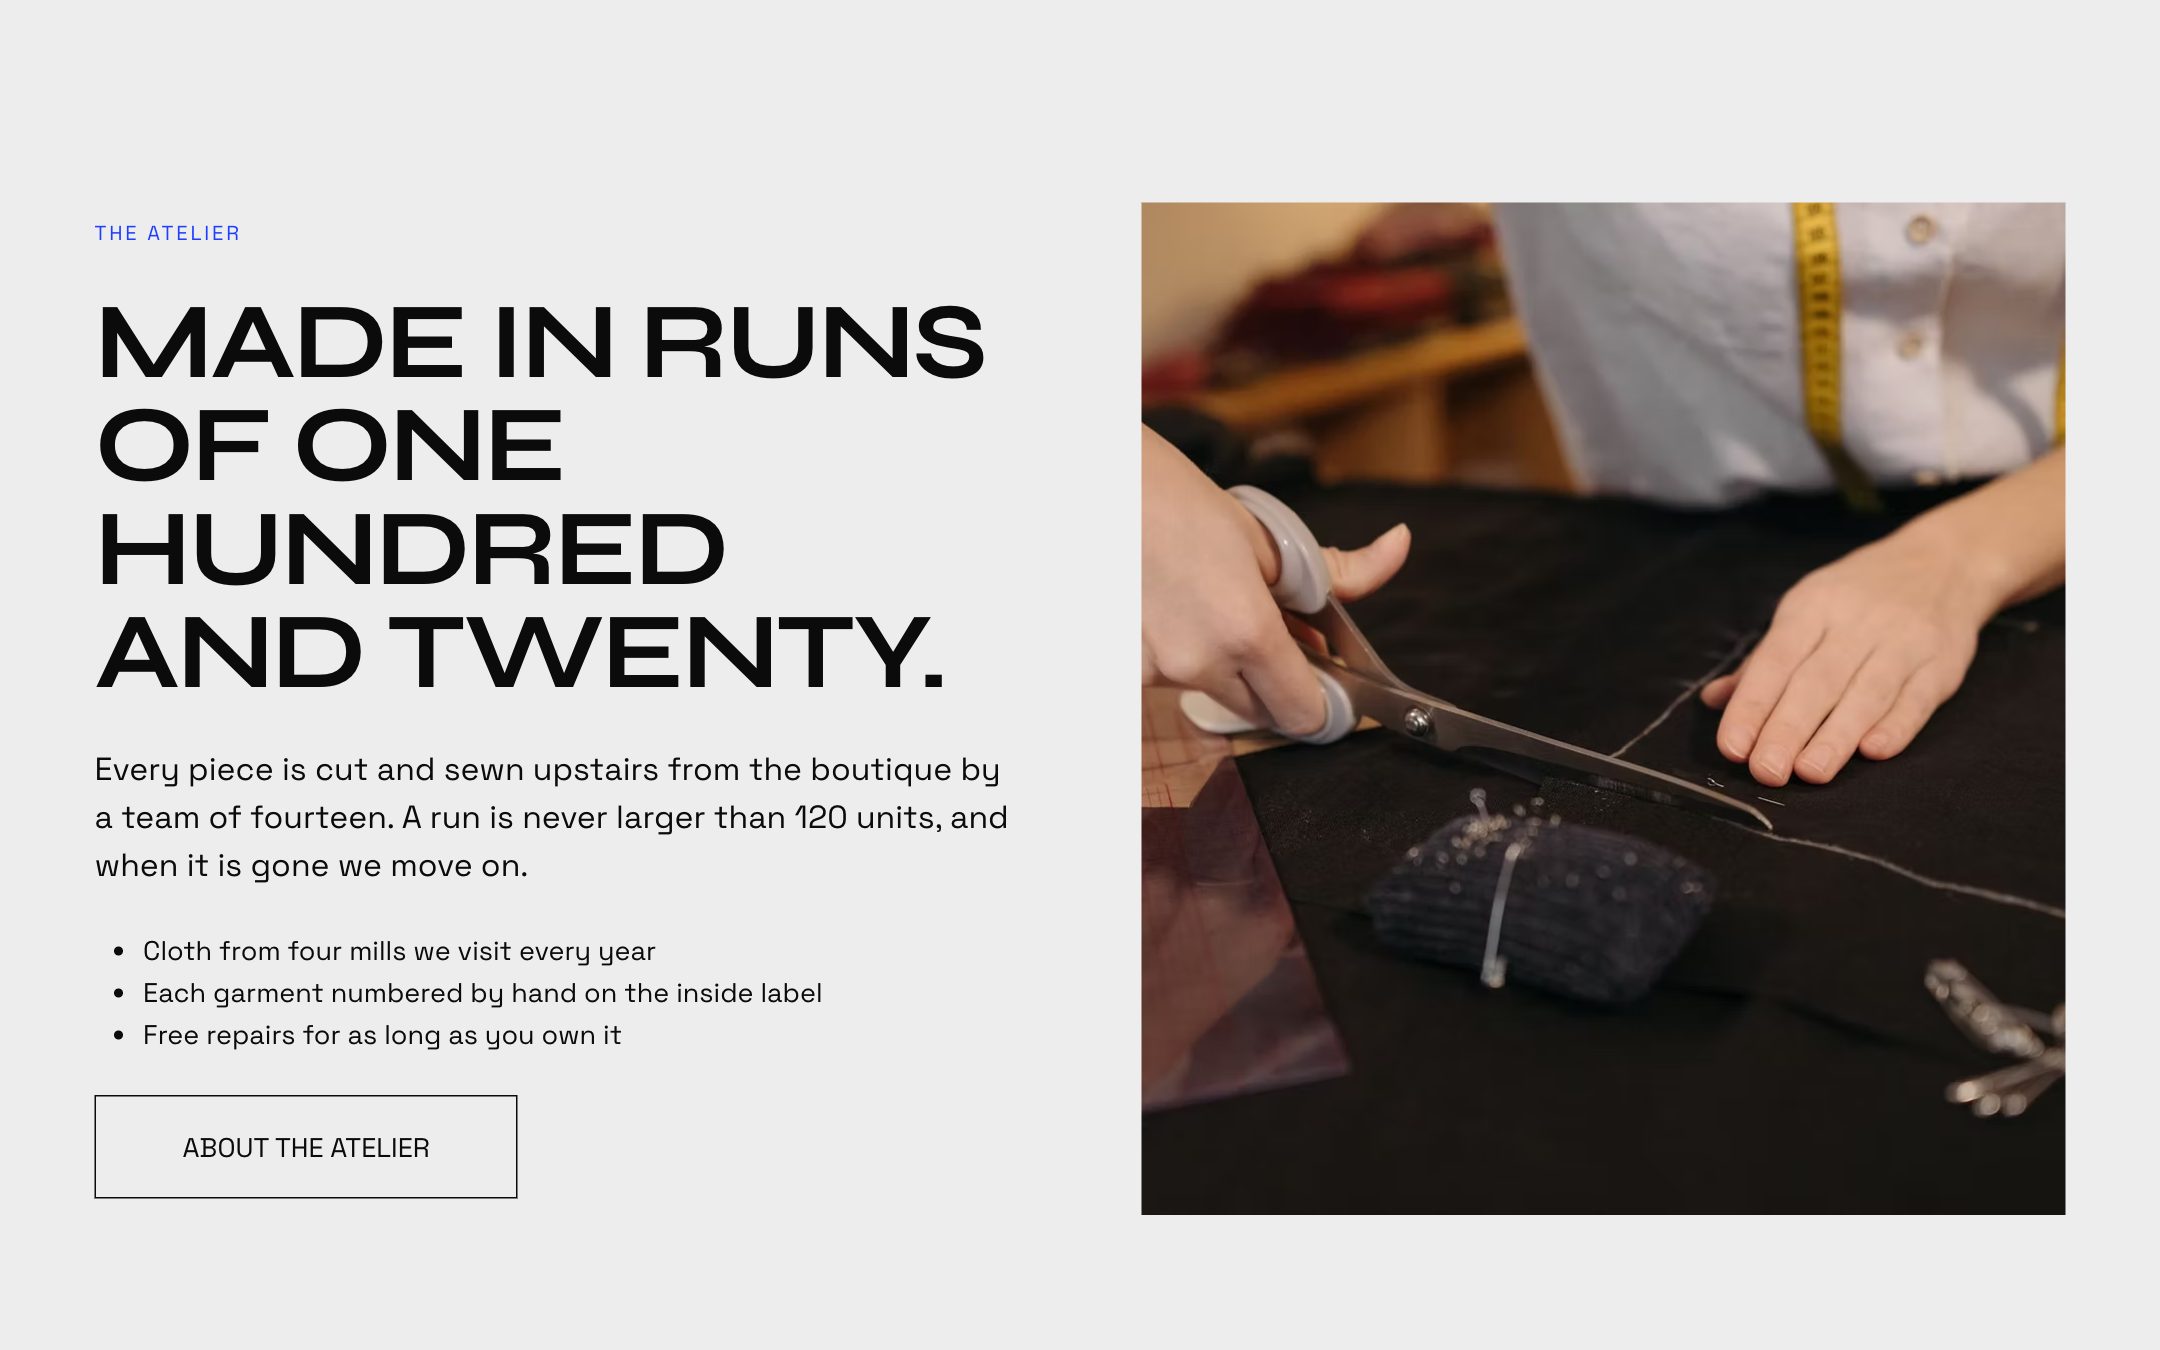 THE ATELIER
MADE IN RUNS
OF ONE
HUNDRED
AND TWENTY.
Every piece is cut and sewn upstairs from the boutique by
a team of fourteen. A run is never larger than 120 units, and
when it is gone we move on.
Cloth from four mills we visit every year
Each garment numbered by hand on the inside label
Free repairs for as long as you own it
ABOUT THE ATELIER